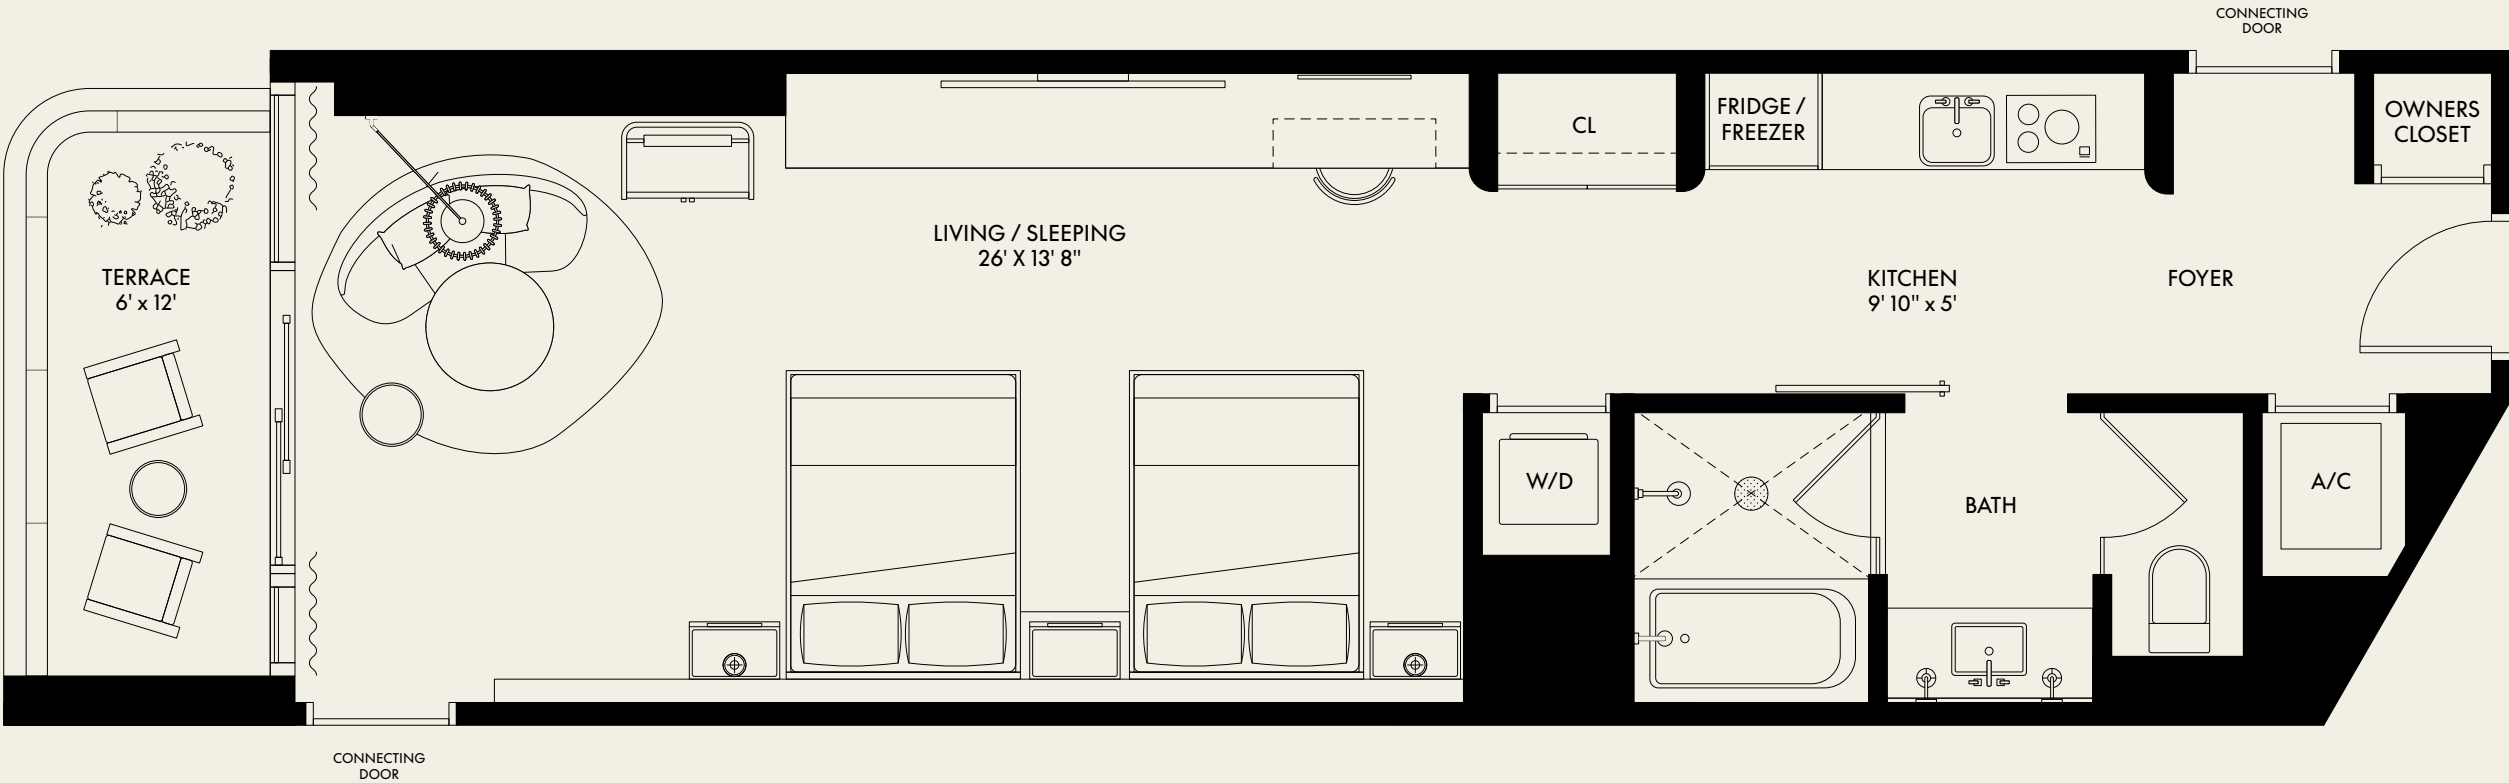 CONNECTING
DOOR
FRIDGE /
FREEZER
CL
OWNERS
CLOSET
LIVING / SLEEPING
26' X 13' 8"
TERRACE
6' x 12'
KITCHEN
9' 10" x 5'
FOYER
W/D
BATH
A/C
CONNECTING
DOOR